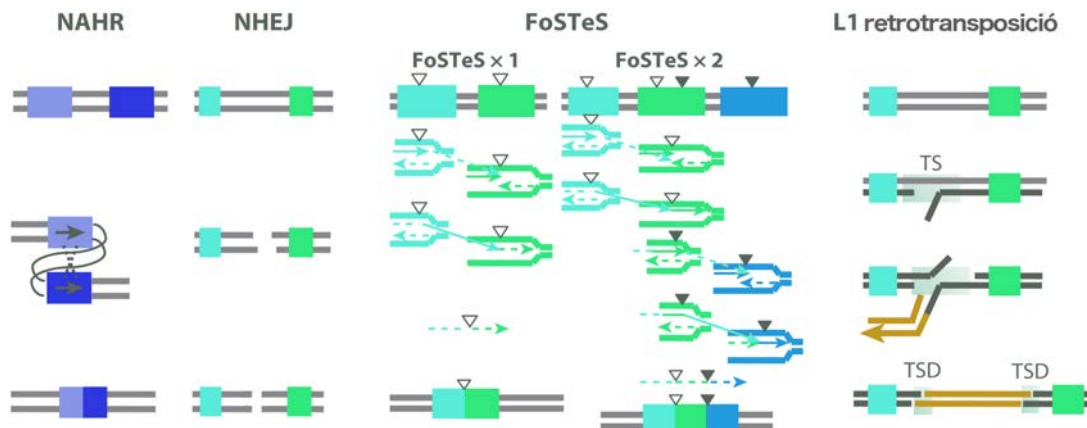 NAHR
NHEJ
FoSTeS
L1 retrotransposició
FoSTeS × 1
FoSTeS × 2
TS
TSD
TSD